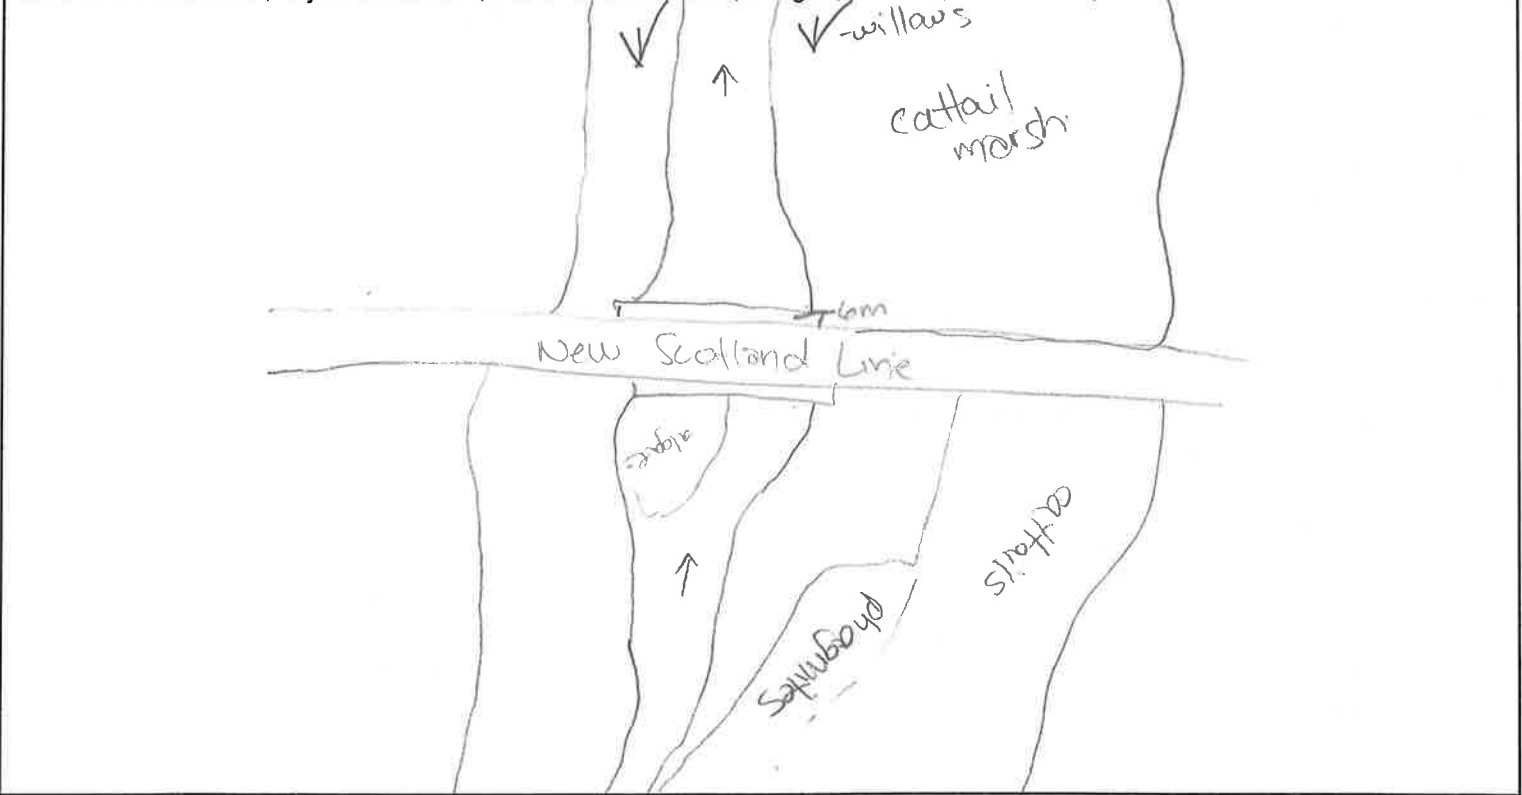 -willows
cattail
marsh
6m
New Scotland Line
algae
cattails
phragmites